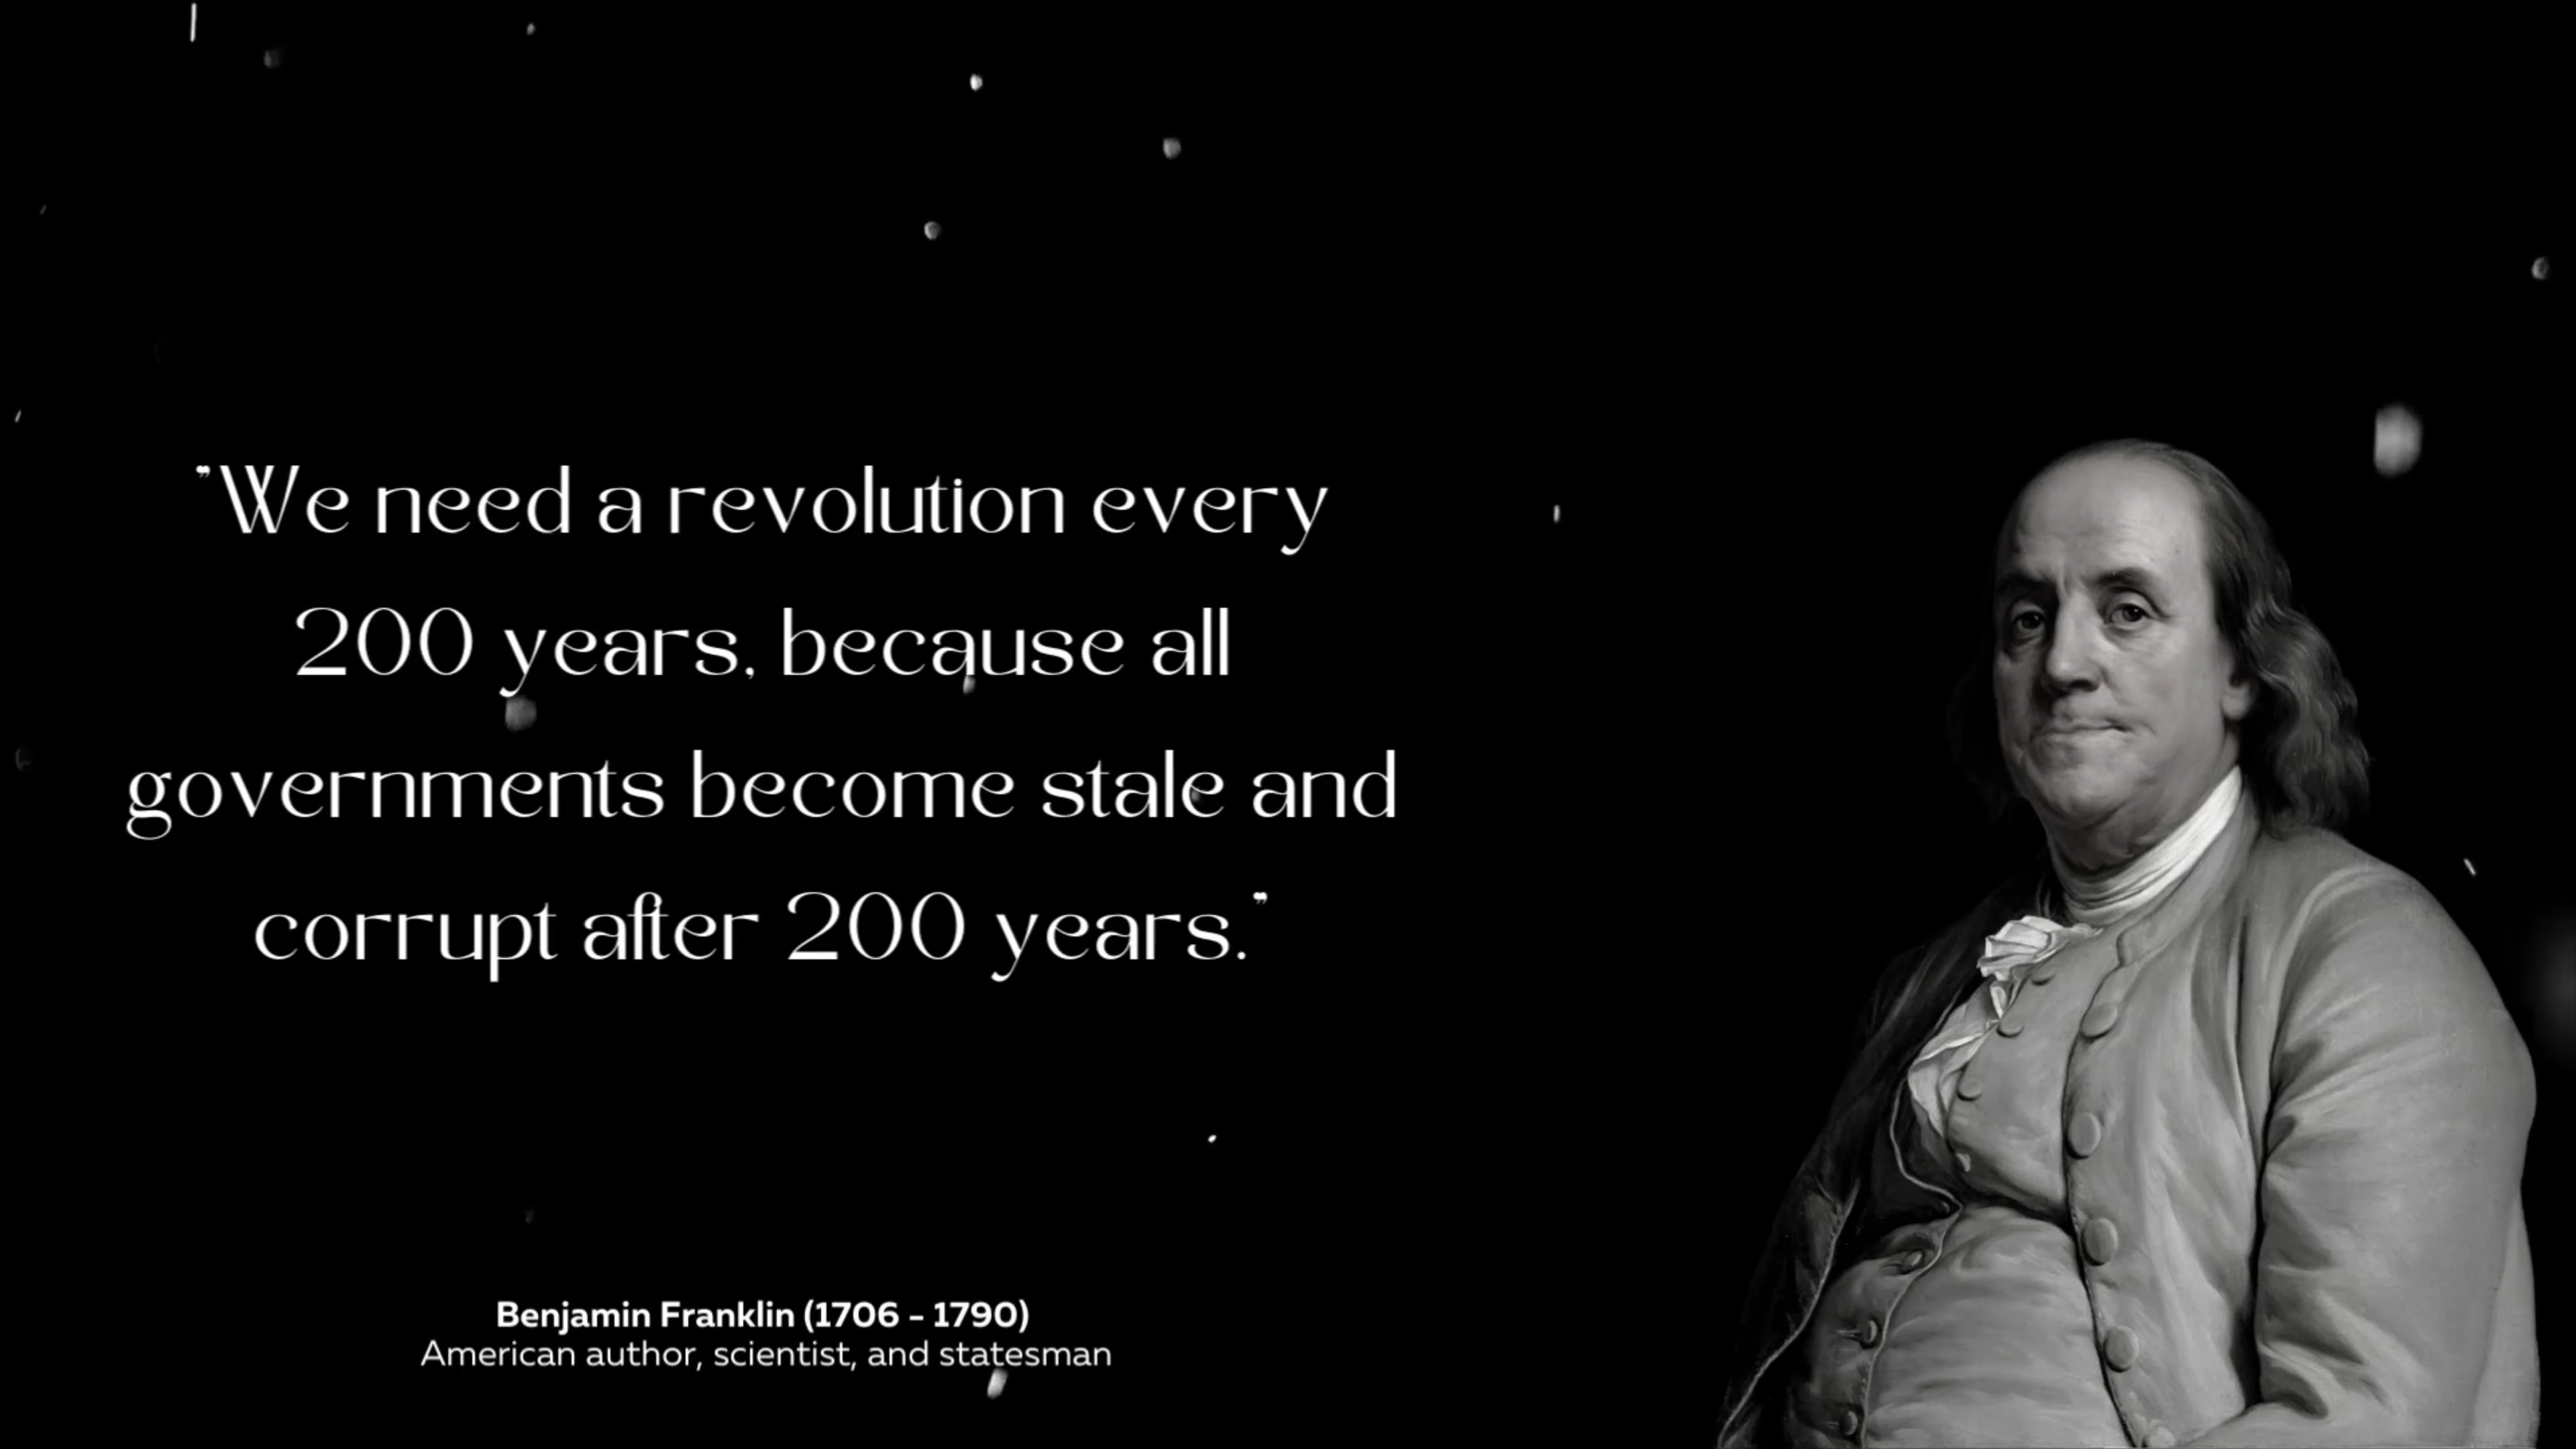 "We need a revolution every
200 years, because all
governments become stale and
corrupt after 200 years."
Benjamin Franklin (1706 - 1790)
American author, scientist, and statesman